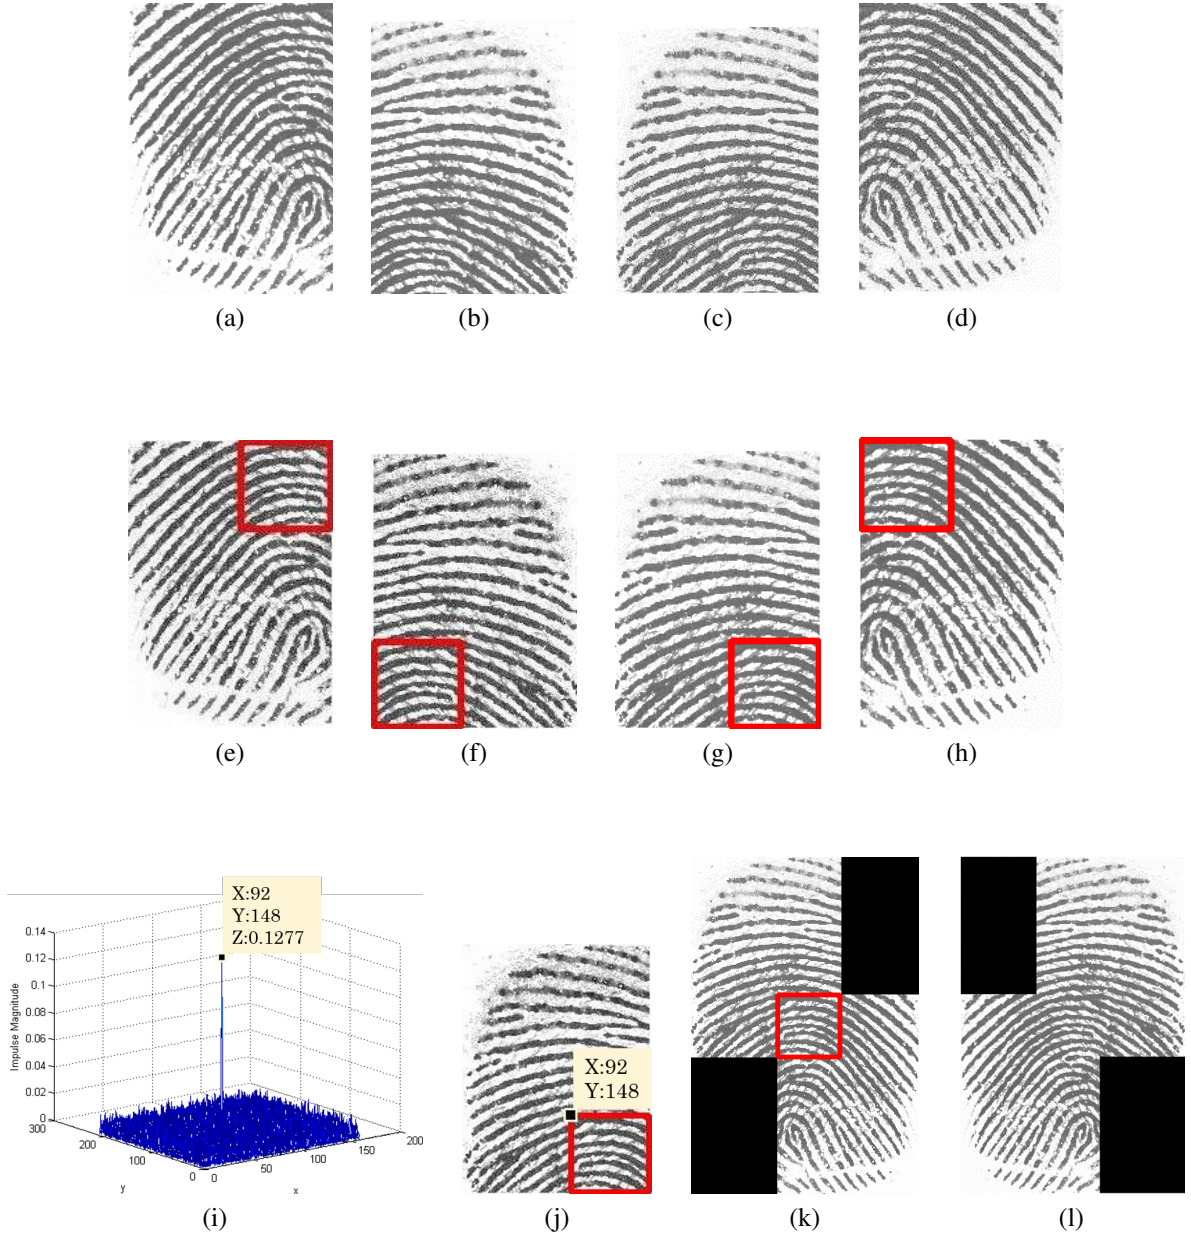 (a)
(b)
(c)
(d)
(e)
(f)
(g)
(h)
X:92
Y:148
Z:0.1277
0.14
0.12
0.1
0.08
0.06
0.04
0.02
0
300
200
100
0
0
50
100
150
200
Impulse Magnitude
y
x
X:92
Y:148
(i)
(j)
(k)
(l)